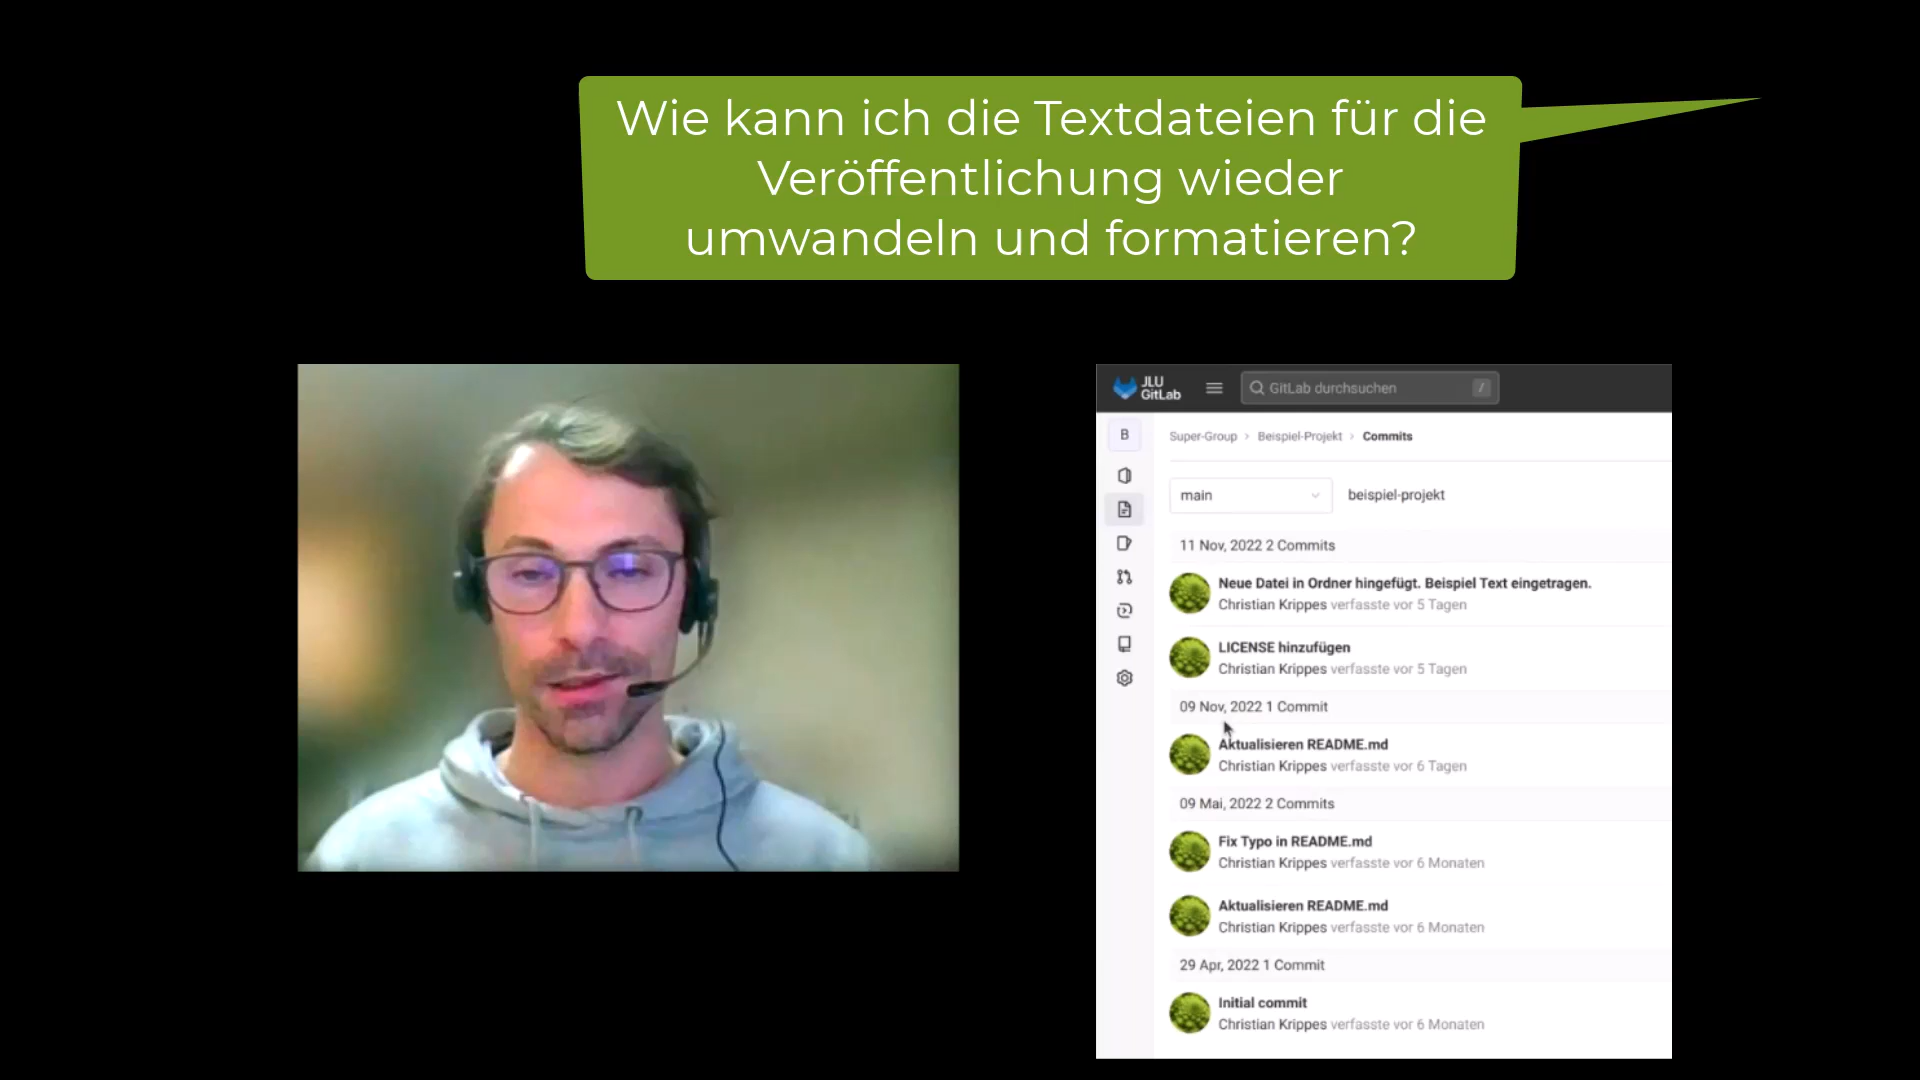 Wie kann ich die Textdateien für die
Veröffentlichung wieder
umwandeln und formatieren?
JLU
GitLab
GitLab durchsuchen /
B
Super-Group › Beispiel-Projekt › Commits
main
beispiel-projekt
11 Nov, 2022 2 Commits
Neue Datei in Ordner hingefügt. Beispiel Text eingetragen.
Christian Krippes verfasste vor 5 Tagen
LICENSE hinzufügen
Christian Krippes verfasste vor 5 Tagen
09 Nov, 2022 1 Commit
Aktualisieren README.md
Christian Krippes verfasste vor 6 Tagen
09 Mai, 2022 2 Commits
Fix Typo in README.md
Christian Krippes verfasste vor 6 Monaten
Aktualisieren README.md
Christian Krippes verfasste vor 6 Monaten
29 Apr, 2022 1 Commit
Initial commit
Christian Krippes verfasste vor 6 Monaten